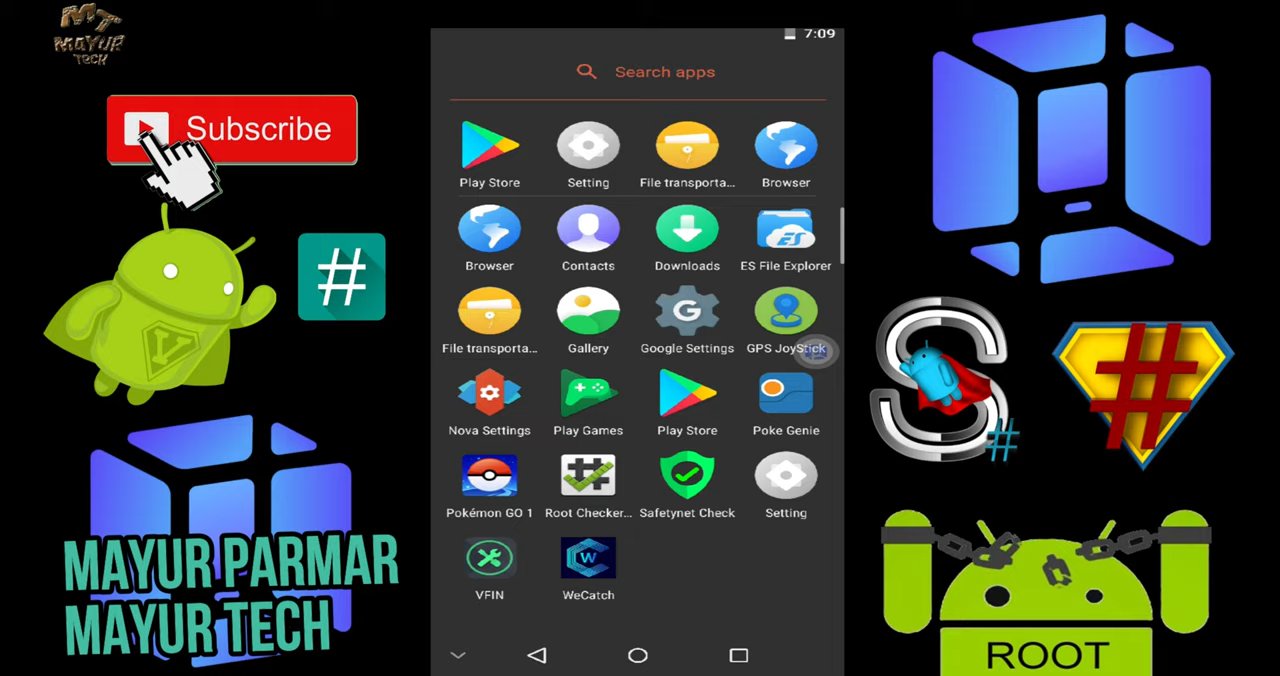 MT
MAYUR
TECH
Subscribe
#
V
MAYUR PARMAR
MAYUR TECH
7:09
Search apps
Play Store
Setting
File transporta...
Browser
Browser
Contacts
Downloads
ES
ES File Explorer
File transporta...
Gallery
G
Google Settings
GPS JoyStick
Nova Settings
Play Games
Play Store
Poke Genie
Pokémon GO 1
Root Checker...
Safetynet Check
Setting
VFIN
W
WeCatch
S
#
#
ROOT